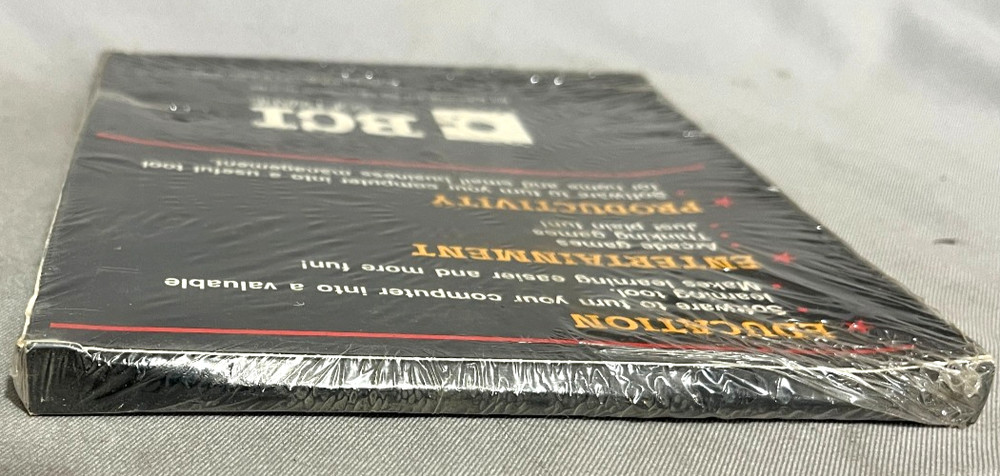 ★ EDUCATION
• Software to turn your computer into a valuable
learning tool.
• Makes learning easier and more fun!
★ ENTERTAINMENT
• Arcade games
• Thinking games
• Just plain fun!
★ PRODUCTIVITY
• Software to turn your computer into a useful tool
for home and small business management.
BCI
SOFTWARE